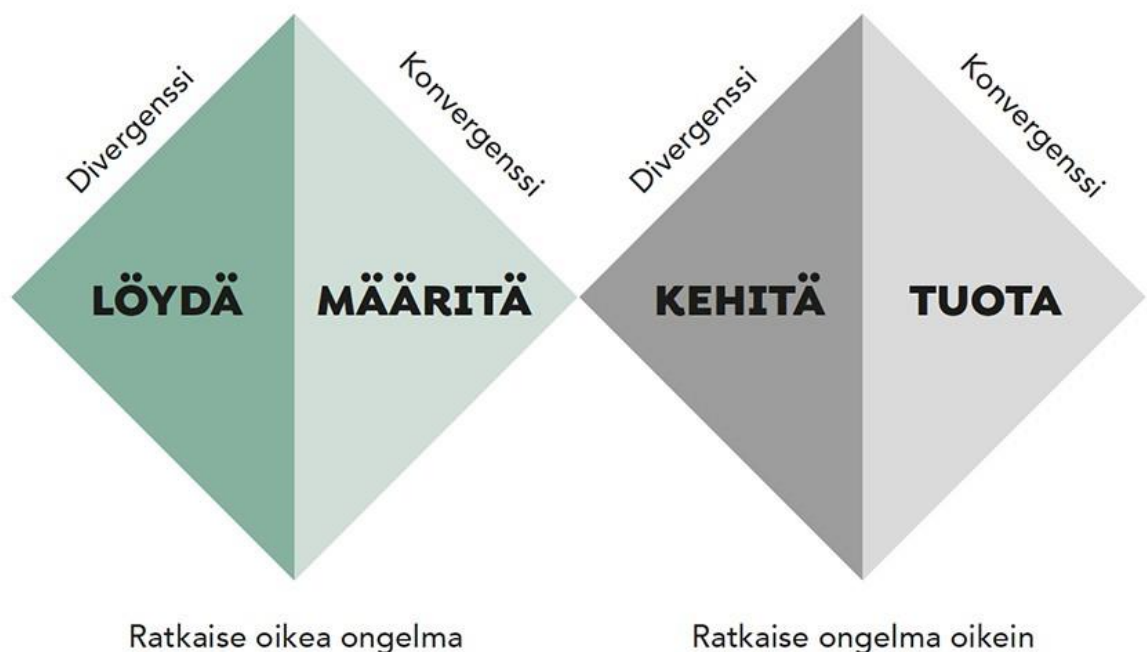 Divergenssi
Konvergenssi
Divergenssi
Konvergenssi
LÖYDÄ
MÄÄRITÄ
KEHITÄ
TUOTA
Ratkaise oikea ongelma
Ratkaise ongelma oikein